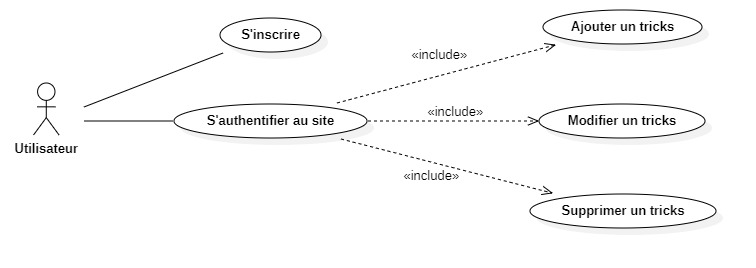 S'inscrire
Ajouter un tricks
«include»
Utilisateur
S'authentifier au site
«include»
Modifier un tricks
«include»
Supprimer un tricks